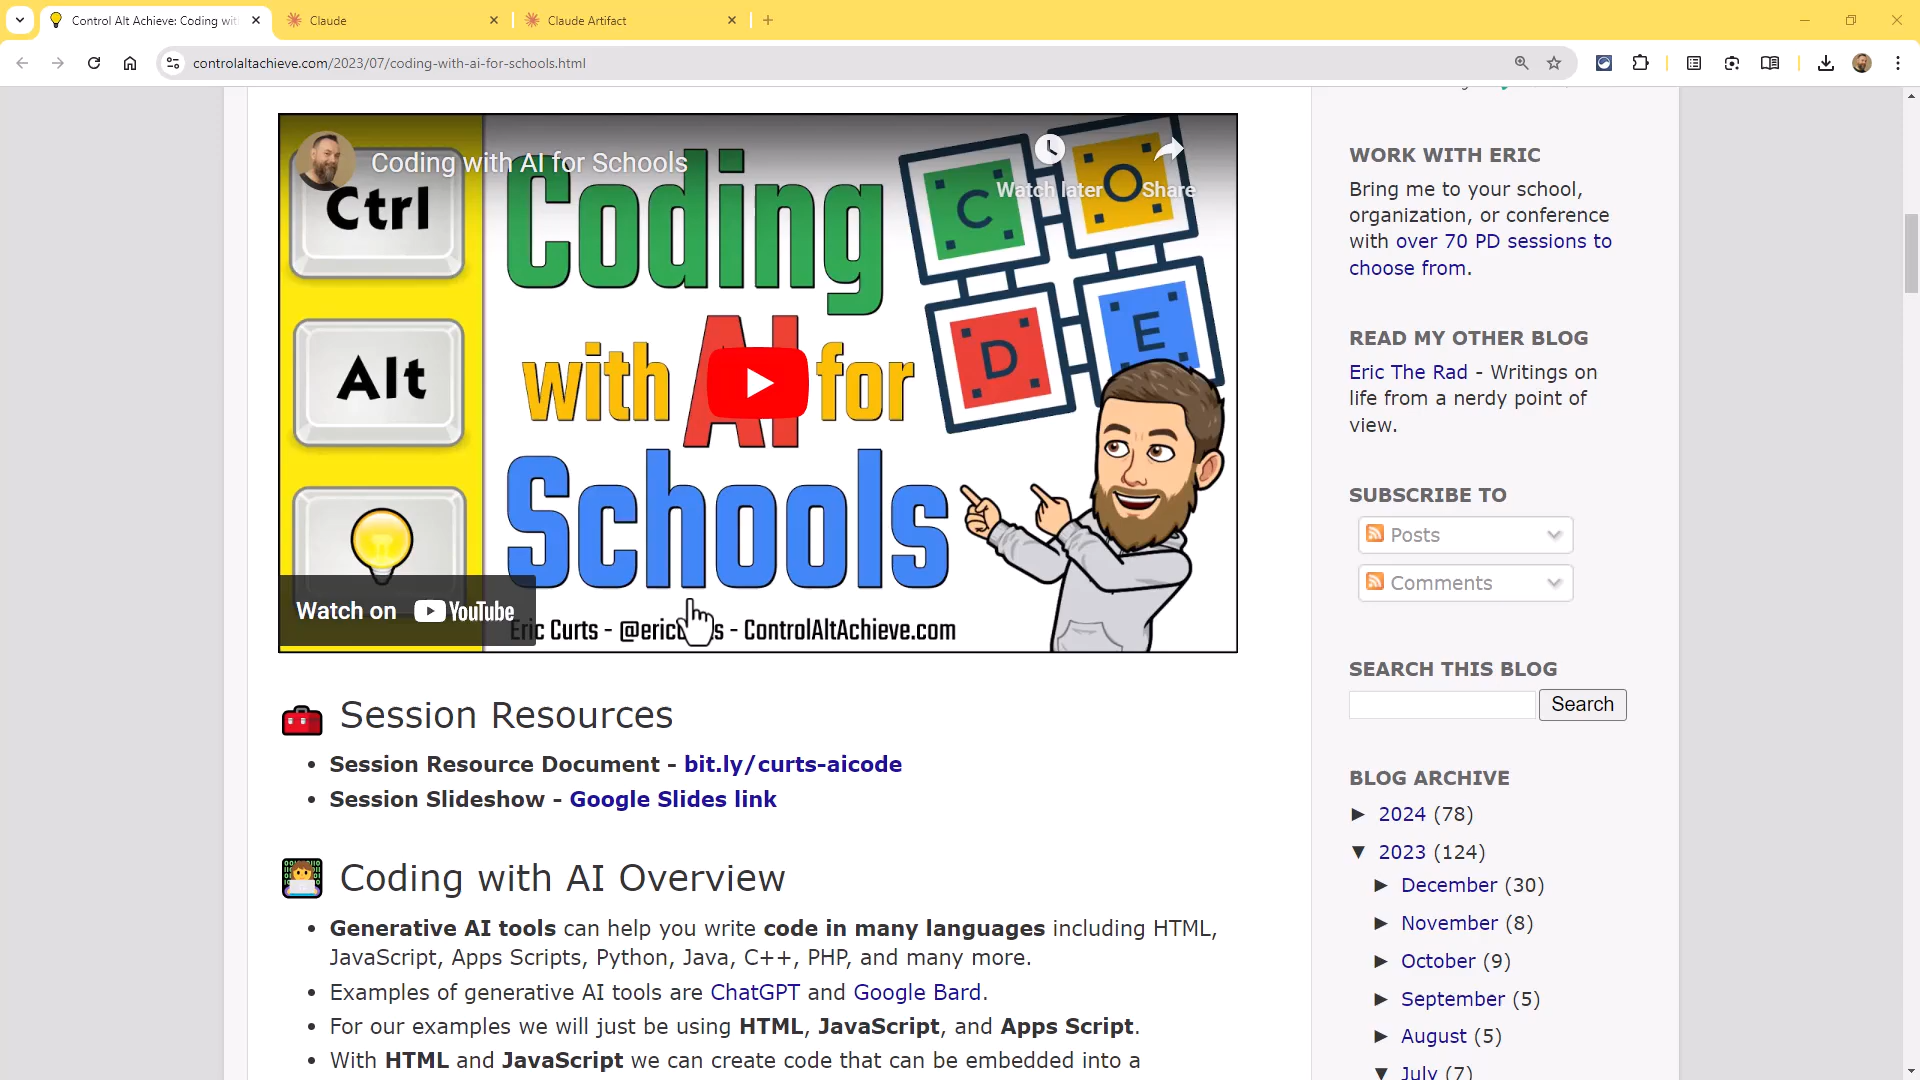 Control Alt Achieve: Coding wit
Claude
Claude Artifact
controlaltachieve.com/2023/07/coding-with-ai-for-schools.html
Coding with AI for Schools
Watch later
Share
Ctrl
Alt
Coding
with AI for
Schools
C
O
D
E
Watch on YouTube
Eric Curts - @ericcurts - ControlAltAchieve.com
Session Resources
• Session Resource Document - bit.ly/curts-aicode
• Session Slideshow - Google Slides link
Coding with AI Overview
• Generative AI tools can help you write code in many languages including HTML,
JavaScript, Apps Scripts, Python, Java, C++, PHP, and many more.
• Examples of generative AI tools are ChatGPT and Google Bard.
• For our examples we will just be using HTML, JavaScript, and Apps Script.
• With HTML and JavaScript we can create code that can be embedded into a
WORK WITH ERIC
Bring me to your school,
organization, or conference
with over 70 PD sessions to
choose from.
READ MY OTHER BLOG
Eric The Rad - Writings on
life from a nerdy point of
view.
SUBSCRIBE TO
Posts
Comments
SEARCH THIS BLOG
Search
BLOG ARCHIVE
► 2024 (78)
▼ 2023 (124)
► December (30)
► November (8)
► October (9)
► September (5)
► August (5)
▼ July (7)